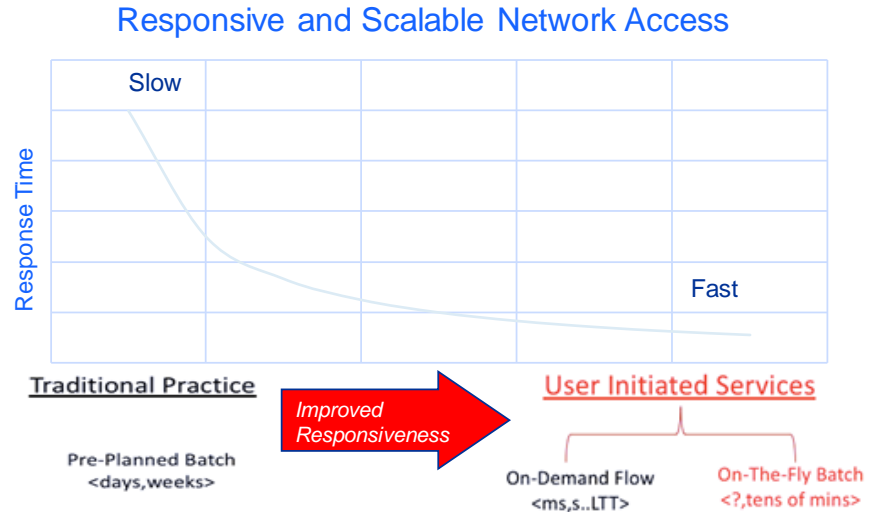 Responsive and Scalable Network Access
Slow
Response Time
Fast
Traditional Practice
Improved
Responsiveness
User Initiated Services
Pre-Planned Batch
<days,weeks>
On-Demand Flow
<ms,s..LTT>
On-The-Fly Batch
<?,tens of mins>